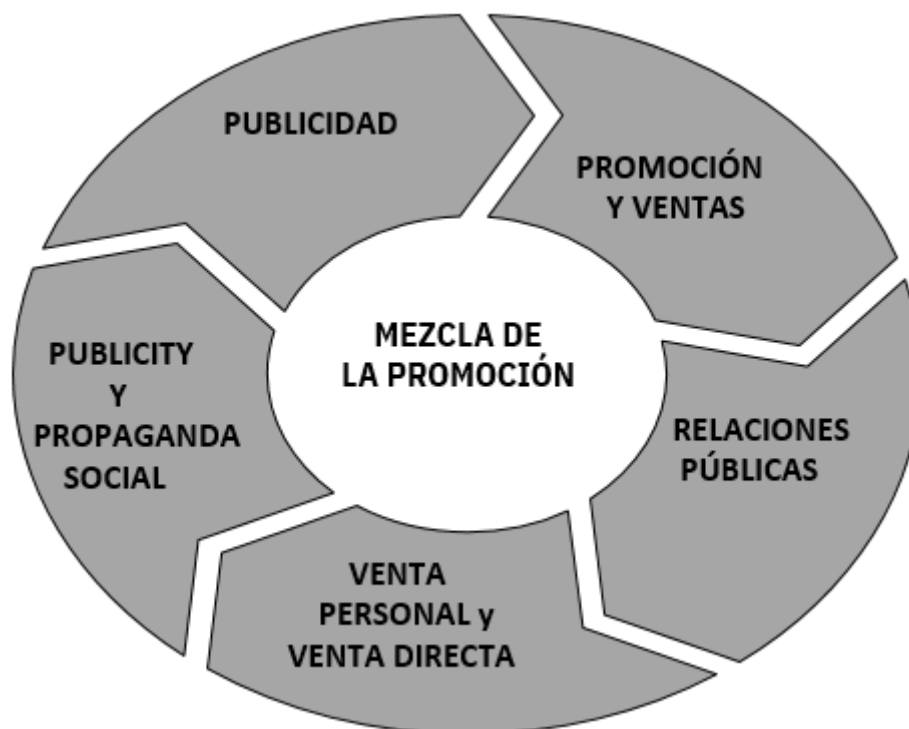 PUBLICIDAD
PROMOCIÓN
Y VENTAS
MEZCLA DE
LA PROMOCIÓN
PUBLICITY
Y
PROPAGANDA
SOCIAL
RELACIONES
PÚBLICAS
VENTA
PERSONAL y
VENTA DIRECTA